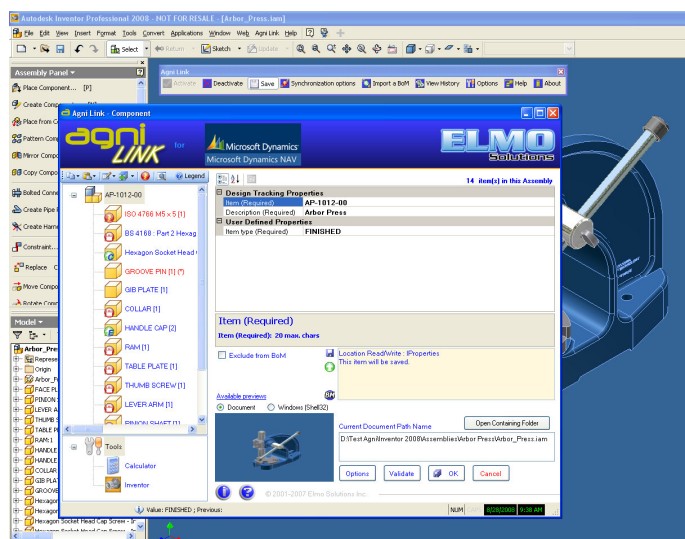 Autodesk Inventor Professional 2008 - NOT FOR RESALE - [Arbor_Press.iam]
File Edit View Insert Format Tools Convert Applications Window Web Agni Link Help
Select Return Sketch Update
Assembly Panel
Place Component... [P]
Place from C
Pattern Com
Mirror Compo
Copy Compo
Bolted Conne
Create Pipe
Create Harn
Constraint...
Replace C
Move Compo
Rotate Comp
Agni Link
Activate Deactivate Save Synchronization options Import a BoM View History Options Help About
Agni Link - Component
agni LINK for Microsoft Dynamics
Microsoft Dynamics NAV
ELMO Solutions
Legend
AP-1012-00
ISO 4766 M5 x 5 [1]
BS 4168 : Part 2 Hexag
Hexagon Socket Head
GROOVE PIN [1] (*)
GIB PLATE [1]
COLLAR [1]
HANDLE CAP [2]
RAM [1]
TABLE PLATE [1]
THUMB SCREW [1]
LEVER ARM [1]
PINION SHAFT [1]
Tools
Calculator
Inventor
14 item(s) in this Assembly
Design Tracking Properties
Item (Required) AP-1012-00
Description (Required) Arbor Press
User Defined Properties
Item type (Required) FINISHED
Item (Required)
Item (Required): 20 max. chars
Exclude from BoM
Location Read/Write : IProperties
This item will be saved.
Available previews
Document Windows (Shell32)
Current Document Path Name
Open Containing Folder
D:\Test Agni\Inventor 2008\Assemblies\Arbor Press\Arbor_Press.iam
Options Validate OK Cancel
© 2001-2007 Elmo Solutions Inc.
Value: FINISHED ; Previous:
NUM 8/28/2008 9:38 AM
Model
Arbor_Pre
Represe
Origin
Arbor_P
FACE PL
PINION
LEVER A
THUMB S
TABLE P
RAM:1
HANDLE
HANDLE
COLLAR
GIB PLA
GROOVE
Hexagon
Hexagon
Hexagon Socket Head Cap Screw - Ir